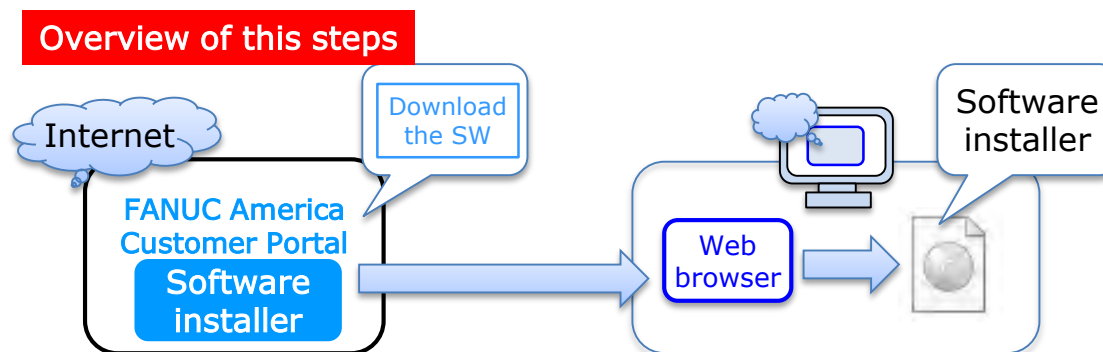 Overview of this steps
Internet
Download
the SW
FANUC America
Customer Portal
Software
installer
Web
browser
Software
installer